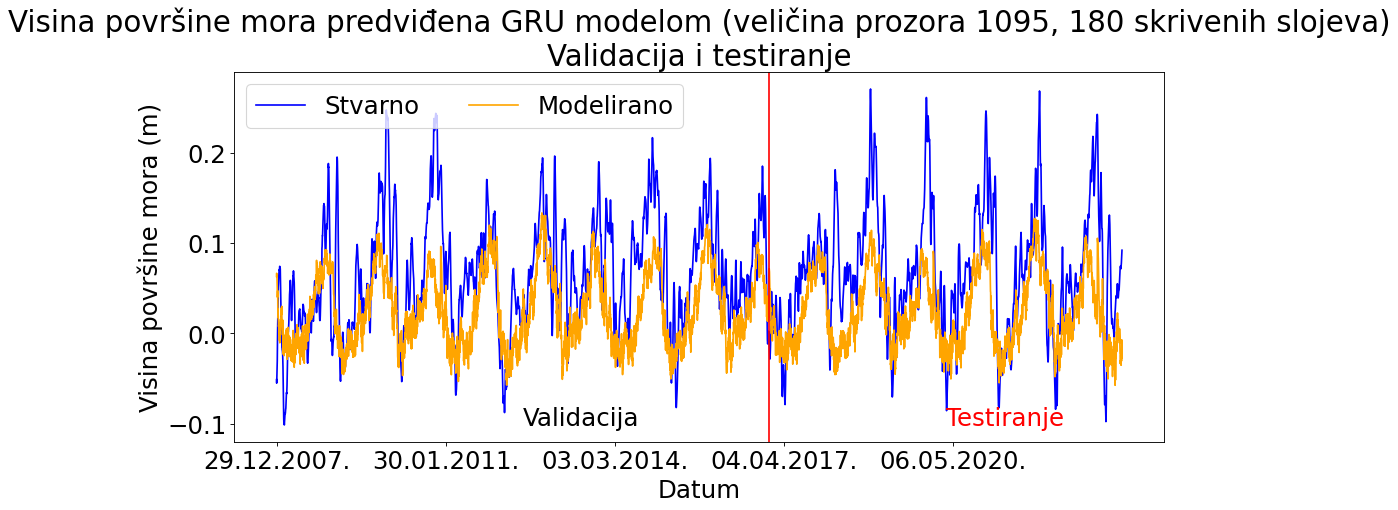 Visina površine mora predviđena GRU modelom (veličina prozora 1095, 180 skrivenih slojeva)
Validacija i testiranje
Stvarno
Modelirano
Visina površine mora (m)
0.2
0.1
0.0
−0.1
Validacija
Testiranje
29.12.2007.
30.01.2011.
03.03.2014.
04.04.2017.
06.05.2020.
Datum